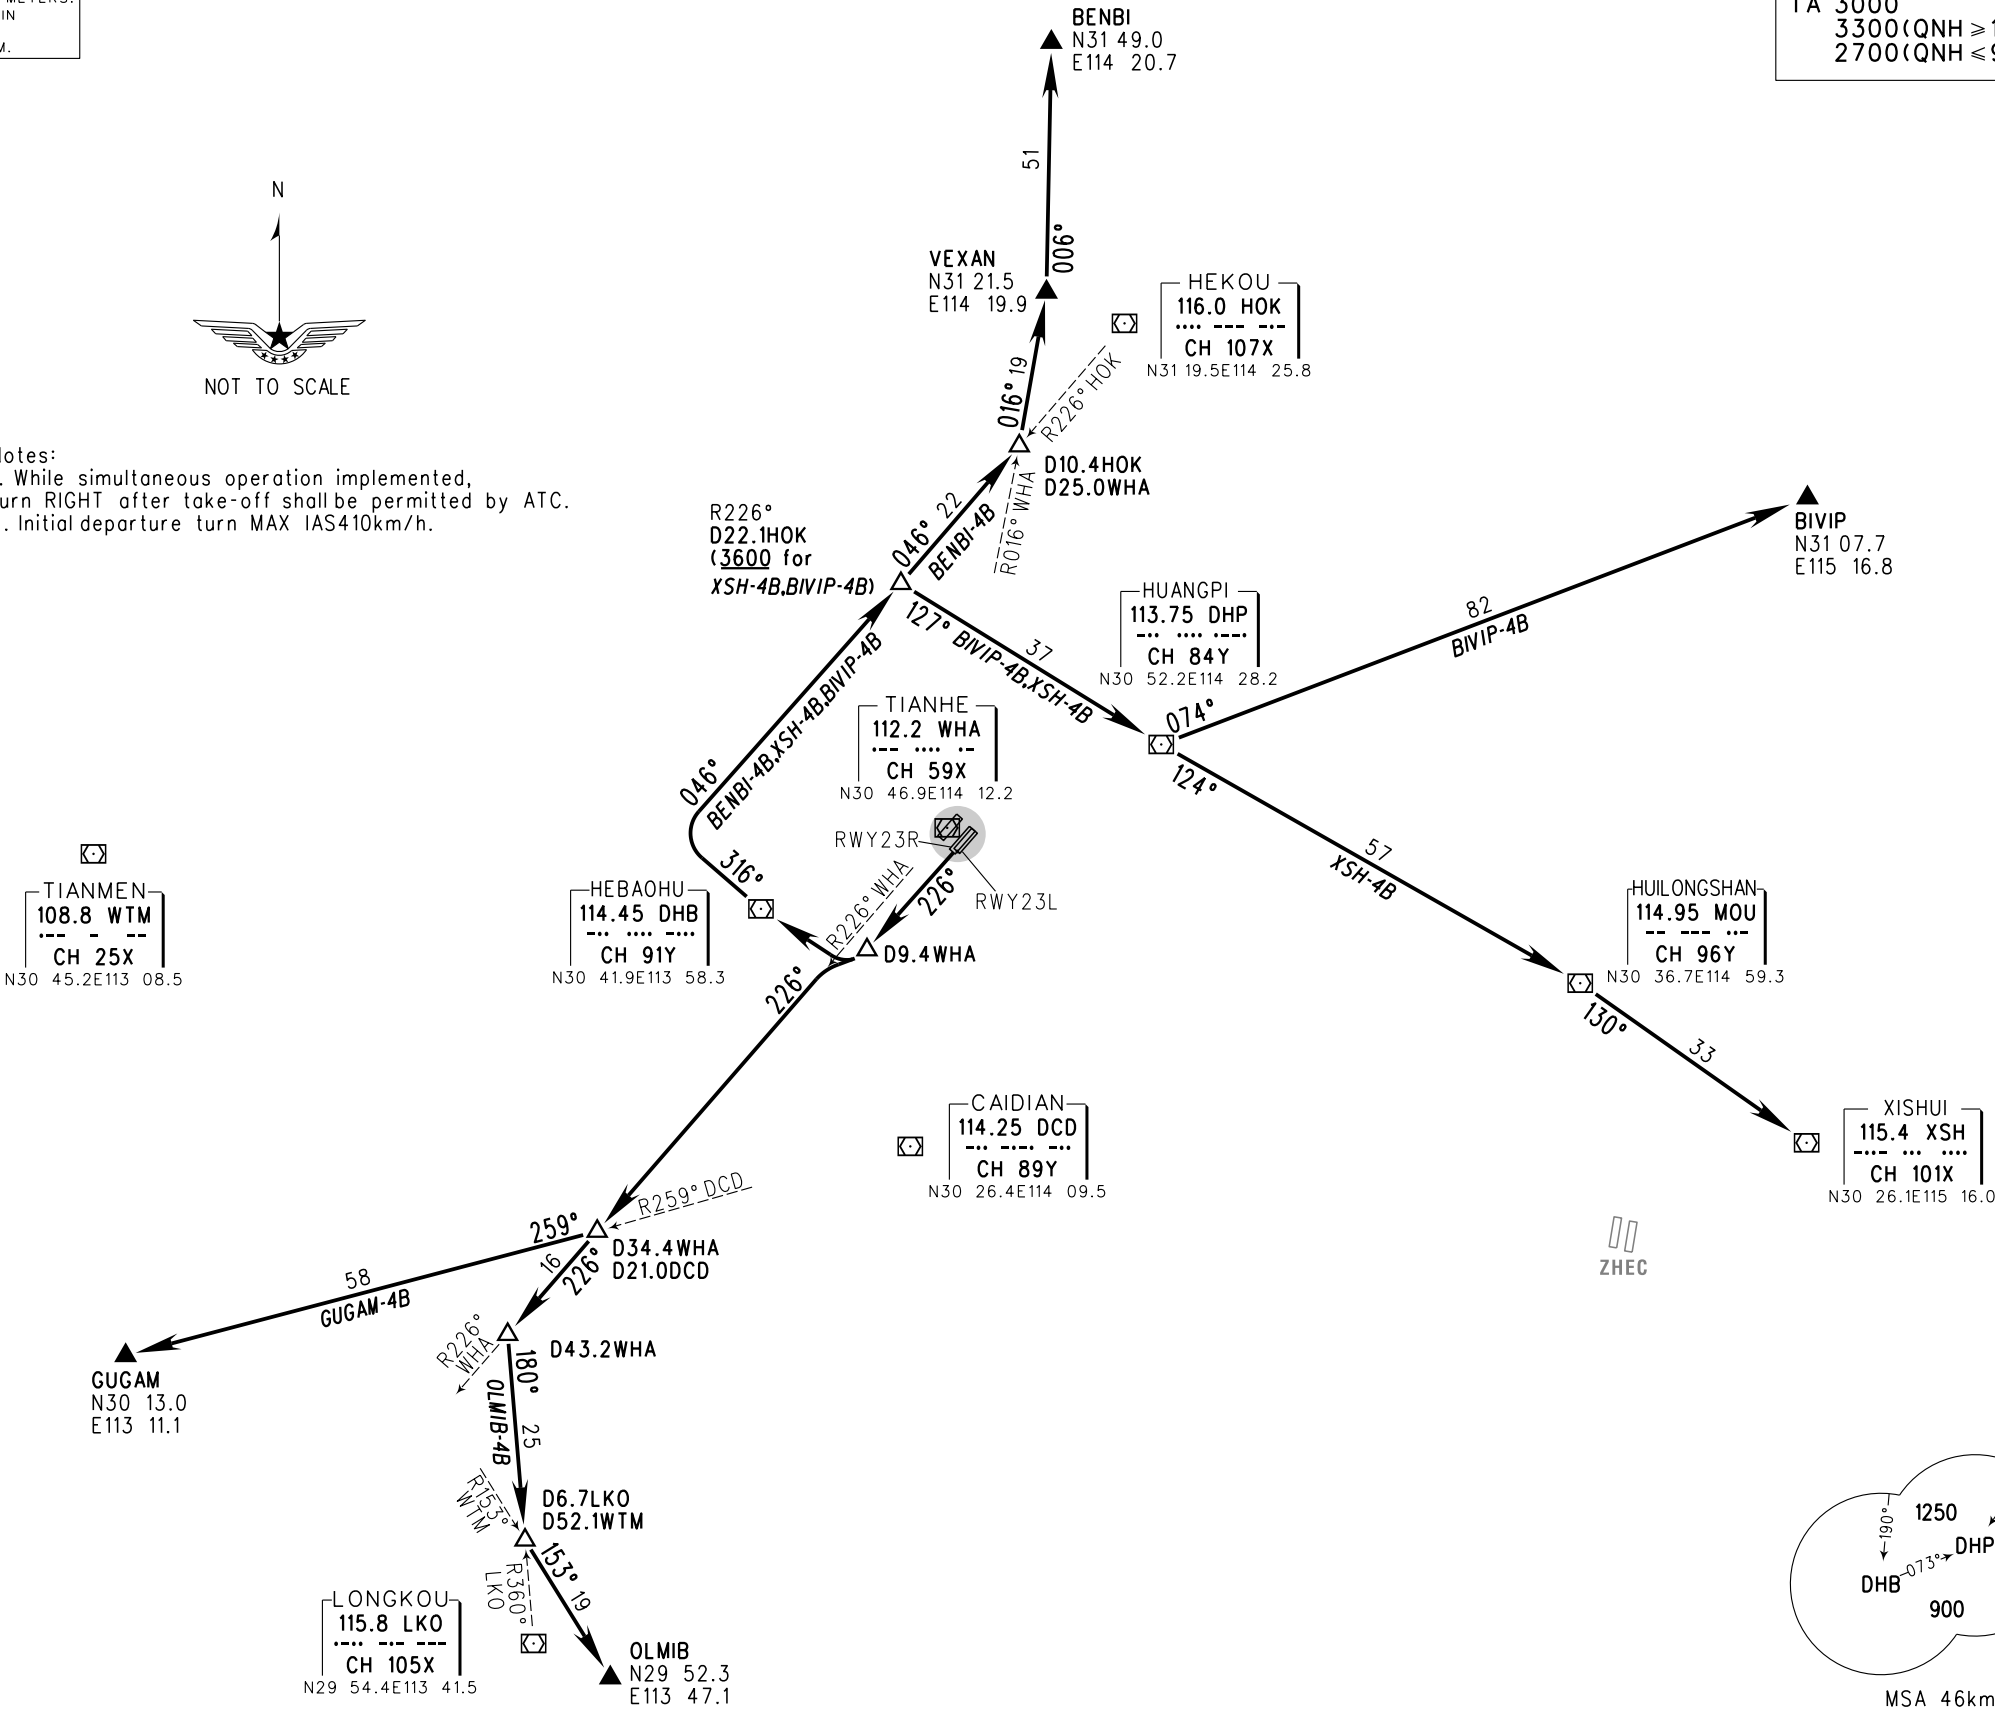 IN
M.
TA 3000
3300(QNH ≥1
2700(QNH ≤9
BENBI
N31 49.0
E114 20.7
51
006°
N
NOT TO SCALE
VEXAN
N31 21.5
E114 19.9
HEKOU
116.0 HOK
CH 107X
N31 19.5E114 25.8
016° 19
R226° HOK
otes:
. While simultaneous operation implemented,
urn RIGHT after take-off shall be permitted by ATC.
. Initial departure turn MAX IAS410km/h.
D10.4HOK
D25.0WHA
R016° WHA
R226°
D22.1HOK
(3600 for
XSH-4B,BIVIP-4B)
046° 22
BENBI-4B
BIVIP
N31 07.7
E115 16.8
82
BIVIP-4B
127° BIVIP-4B,XSH-4B
37
HUANGPI
113.75 DHP
CH 84Y
N30 52.2E114 28.2
074°
124°
TIANHE
112.2 WHA
CH 59X
N30 46.9E114 12.2
046°
BENBI-4B,XSH-4B,BIVIP-4B
RWY23R
RWY23L
226°
R226° WHA
316°
57
XSH-4B
TIANMEN
108.8 WTM
CH 25X
N30 45.2E113 08.5
HEBAOHU
114.45 DHB
CH 91Y
N30 41.9E113 58.3
D9.4WHA
226°
HUILONGSHAN
114.95 MOU
CH 96Y
N30 36.7E114 59.3
130°
33
CAIDIAN
114.25 DCD
CH 89Y
N30 26.4E114 09.5
XISHUI
115.4 XSH
CH 101X
N30 26.1E115 16.0
R259° DCD
259°
D34.4WHA
D21.0DCD
16
226°
ZHEC
58
GUGAM-4B
GUGAM
N30 13.0
E113 11.1
R226°
WHA
D43.2WHA
180°
OLMIB-4B
25
R153°
WTM
D6.7LKO
D52.1WTM
153° 19
R360°
LKO
LONGKOU
115.8 LKO
CH 105X
N29 54.4E113 41.5
OLMIB
N29 52.3
E113 47.1
190°
1250
DHP
073°
DHB
900
MSA 46km